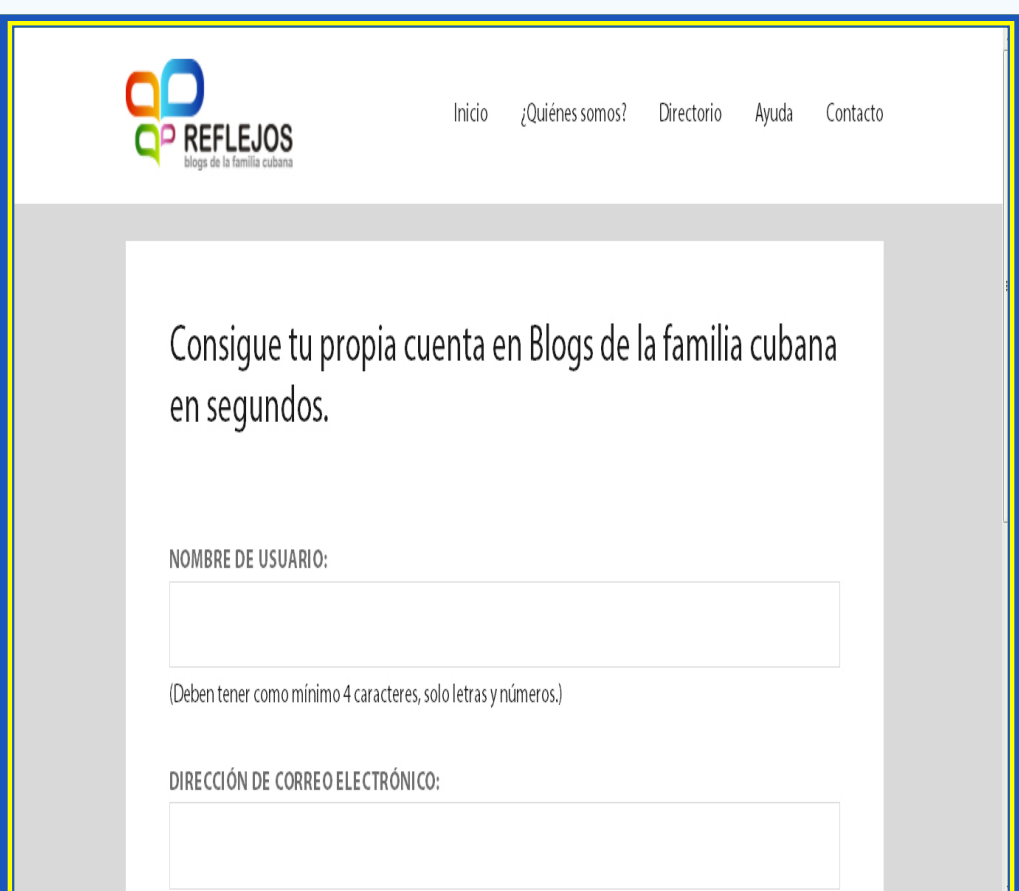 REFLEJOS
blogs de la familia cubana
Inicio ¿Quiénes somos? Directorio Ayuda Contacto
Consigue tu propia cuenta en Blogs de la familia cubana
en segundos.
NOMBRE DE USUARIO:
(Deben tener como mínimo 4 caracteres, solo letras y números.)
DIRECCIÓN DE CORREO ELECTRÓNICO: